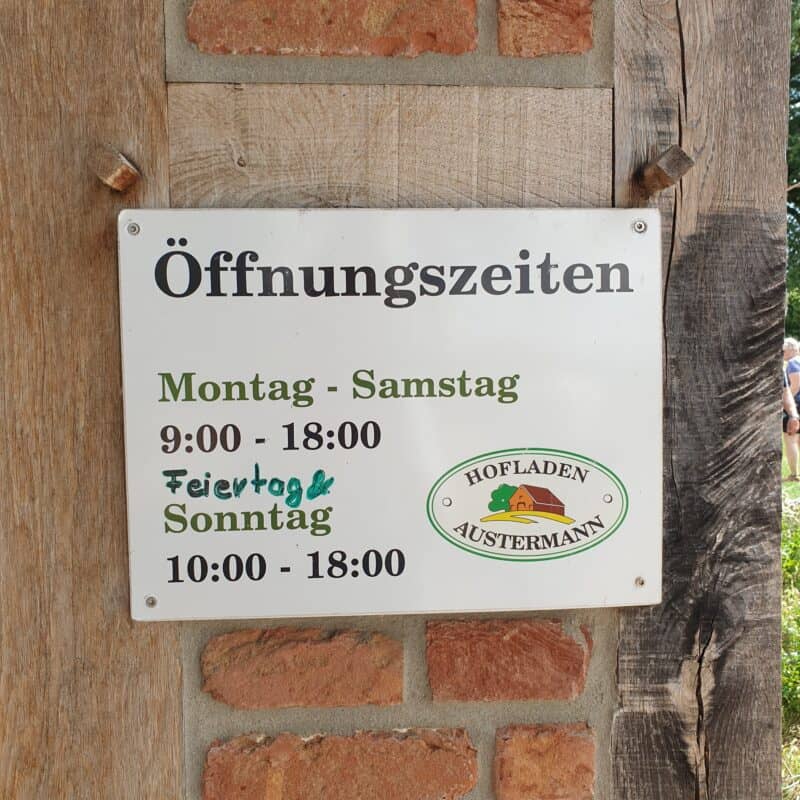 Öffnungszeiten
Montag - Samstag
9:00 - 18:00
Feiertag &
Sonntag
10:00 - 18:00
HOFLADEN
AUSTERMANN